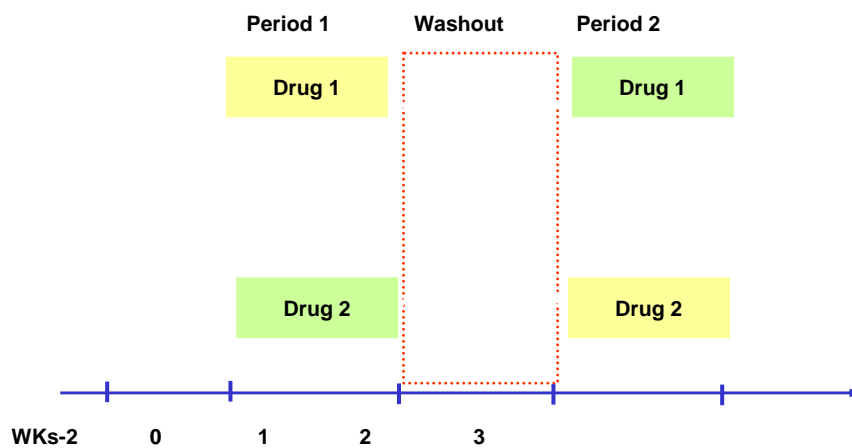 Period 1 Washout Period 2
Drug 1 Drug 1
Drug 2 Drug 2
WKs-2 0 1 2 3